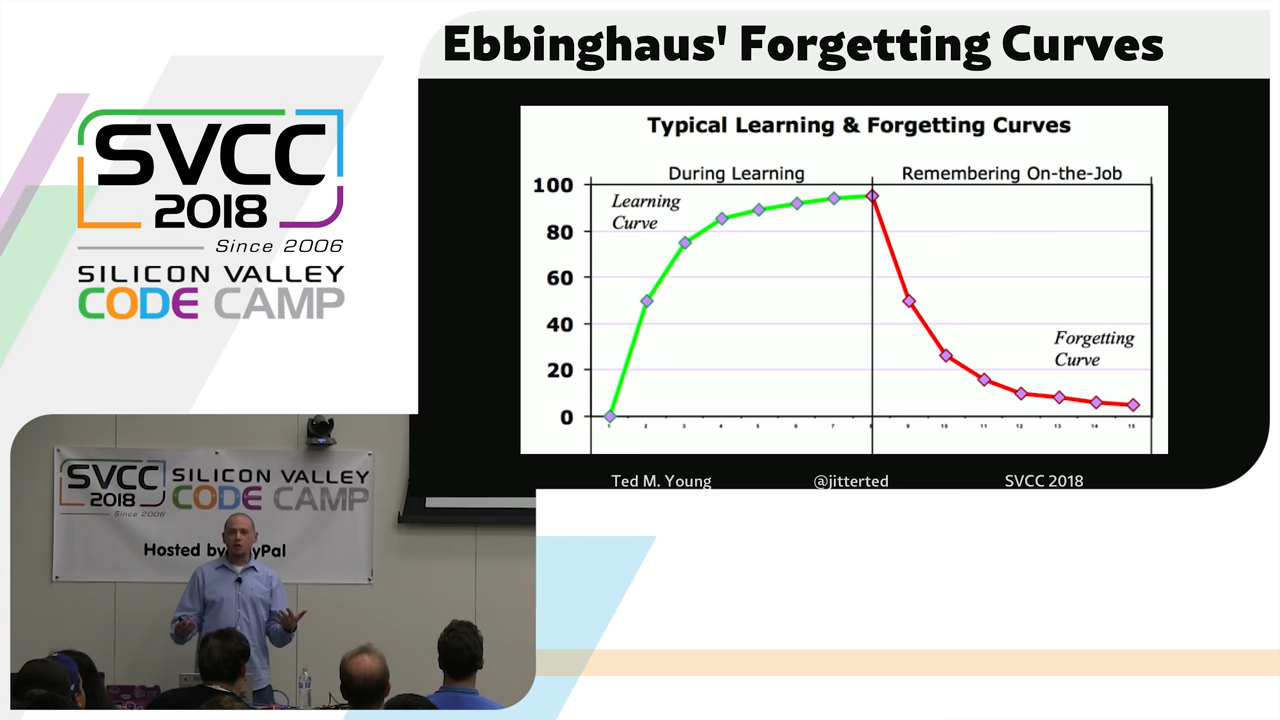 Ebbinghaus' Forgetting Curves
SVCC
2018
Since 2006
SILICON VALLEY
CODE CAMP
Typical Learning & Forgetting Curves
During Learning
Remembering On-the-Job
Learning
Curve
100
80
60
40
20
0
Forgetting
Curve
1 2 3 4 5 6 7 8 9 10 11 12 13 14 15
Ted M. Young
@jitterted
SVCC 2018
SVCC
2018
Since 2006
SILICON VALLEY
CODE CAMP
Hosted by yPal